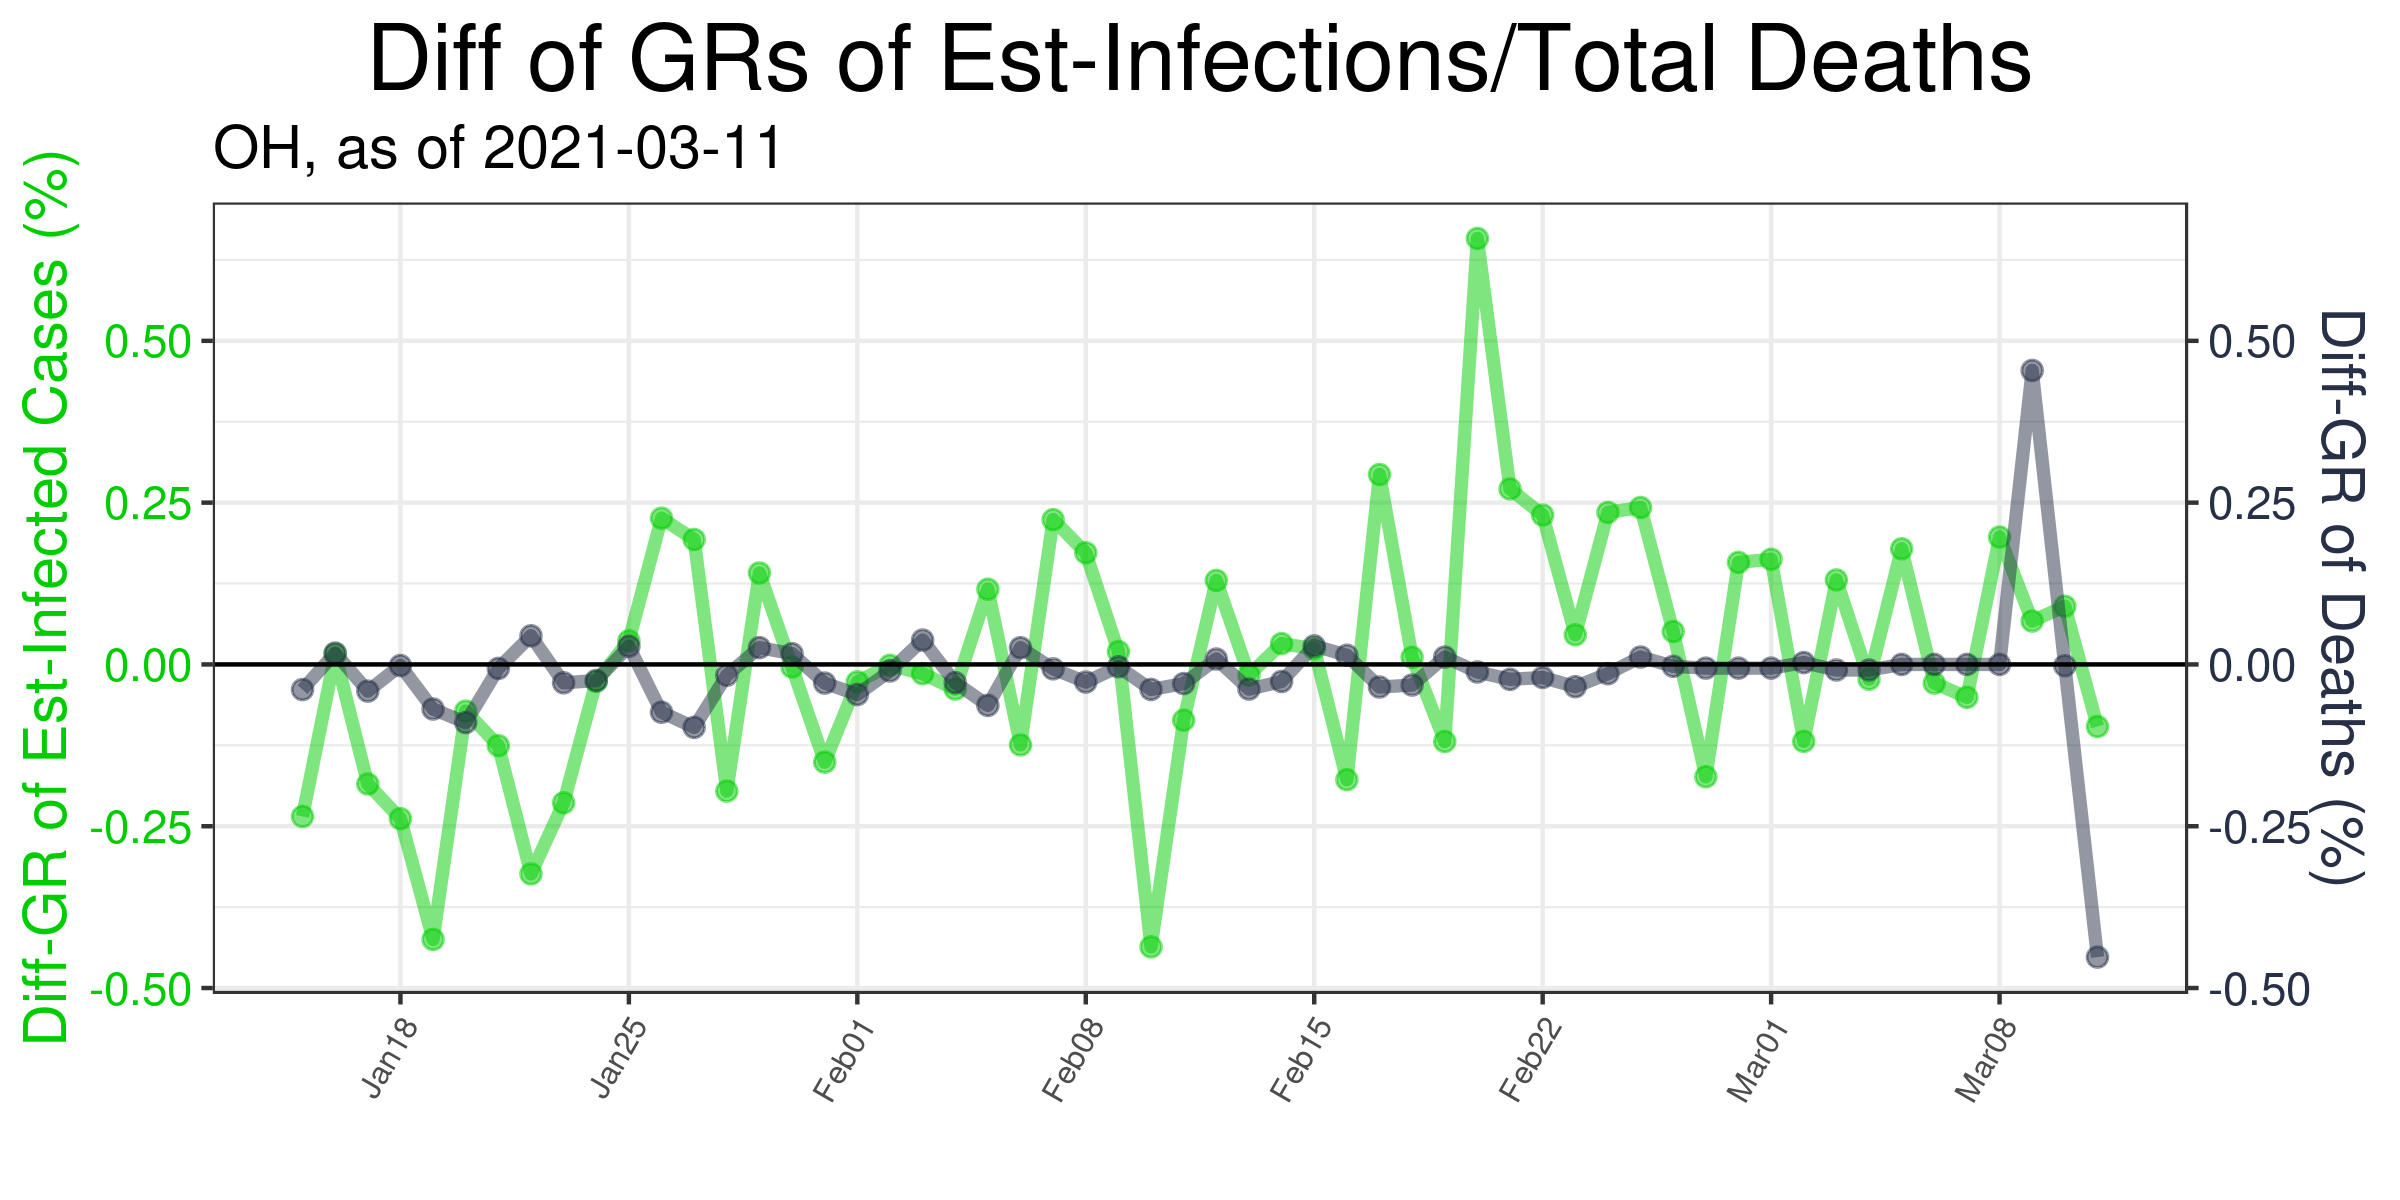 Diff of GRs of Est-Infections/Total Deaths
OH, as of 2021-03-11
Diff-GR of Est-Infected Cases (%)
0.50
0.25
0.00
-0.25
-0.50
0.50
0.25
0.00
-0.25
-0.50
Diff-GR of Deaths (%)
Jan18
Jan25
Feb01
Feb08
Feb15
Feb22
Mar01
Mar08